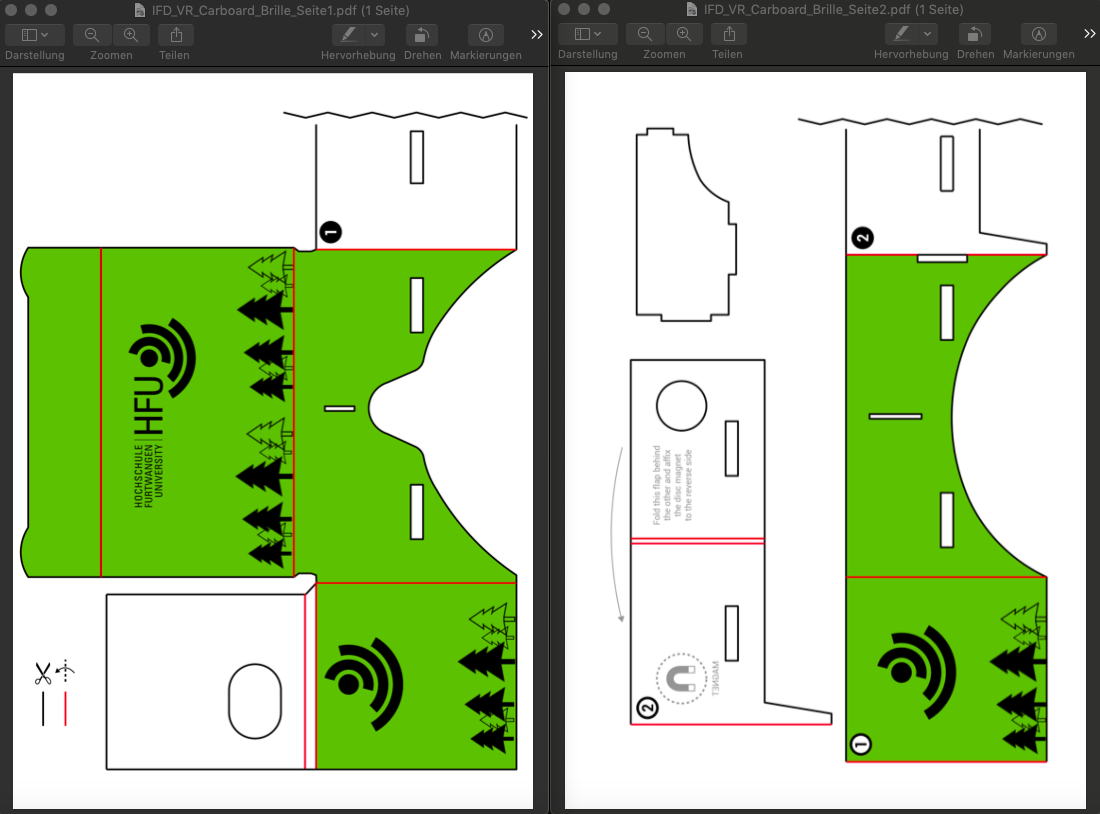 IFD_VR_Carboard_Brille_Seite1.pdf (1 Seite)
Darstellung
Zoomen
Teilen
Hervorhebung
Drehen
Markierungen
1
HFU
HOCHSCHULE
FURTWANGEN
UNIVERSITY
IFD_VR_Carboard_Brille_Seite2.pdf (1 Seite)
Darstellung
Zoomen
Teilen
Hervorhebung
Drehen
Markierungen
2
Fold this flap behind
the other and affix
the disc magnet
to the reverse side
MAGNET
2
1